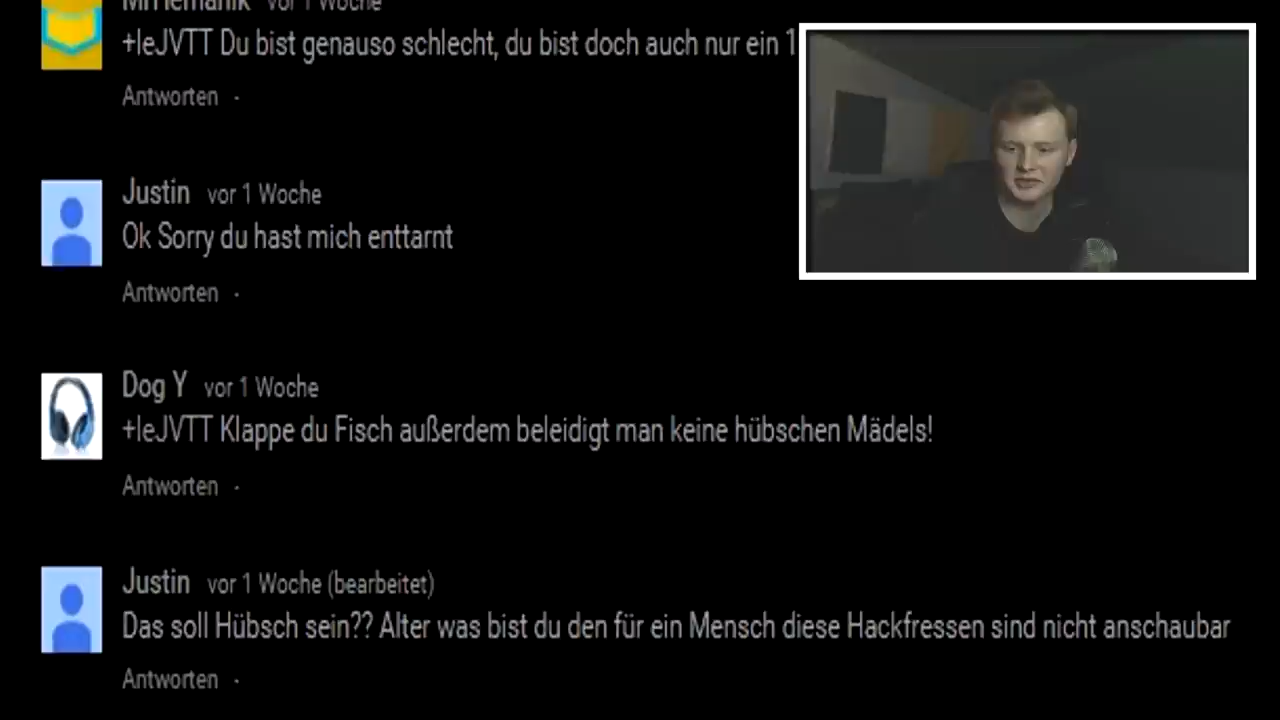 vor 1 Woche
+leJVTT Du bist genauso schlecht, du bist doch auch nur ein
Antworten ·
Justin vor 1 Woche
Ok Sorry du hast mich enttarnt
Antworten ·
Dog Y vor 1 Woche
+leJVTT Klappe du Fisch außerdem beleidigt man keine hübschen Mädels!
Antworten ·
Justin vor 1 Woche (bearbeitet)
Das soll Hübsch sein?? Alter was bist du den für ein Mensch diese Hackfressen sind nicht anschaubar
Antworten ·